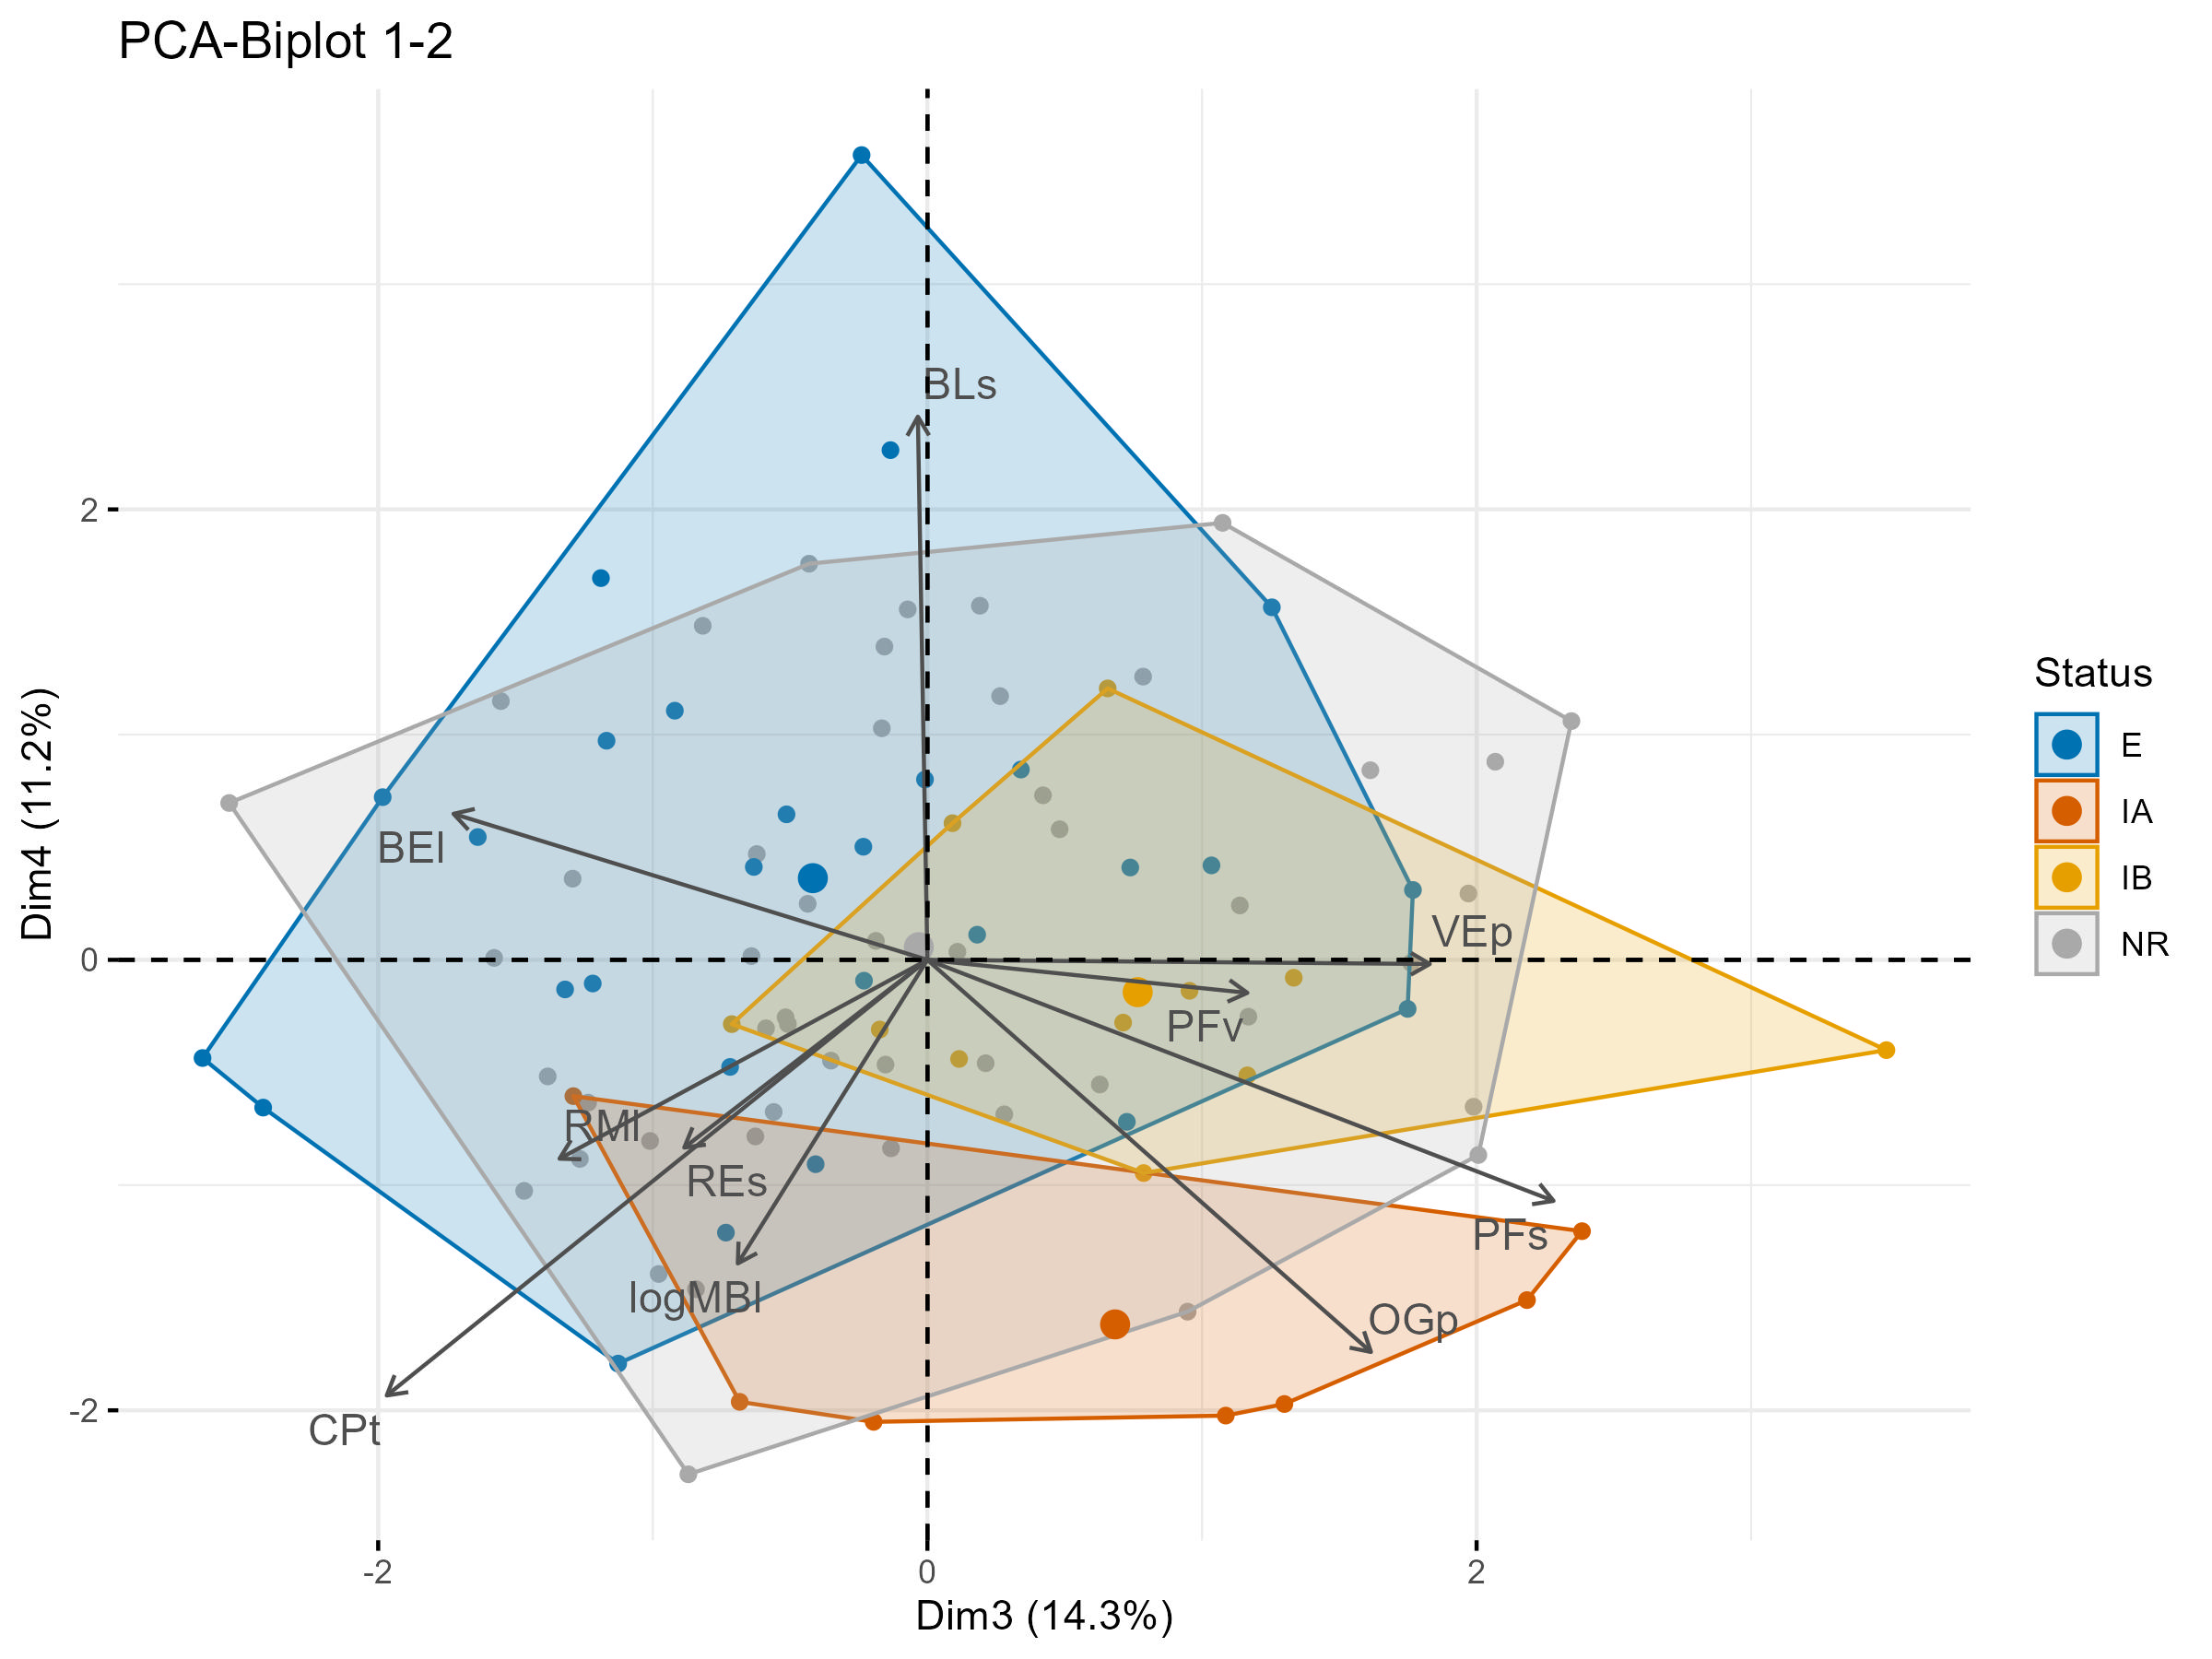 PCA-Biplot 1-2
BLs
2
BEI
VEp
0
PFv
RMI
REs
PFs
logMBI
OGp
-2
CPt
-2
0
2
Dim3 (14.3%)
Dim4 (11.2%)
Status
E
IA
IB
NR